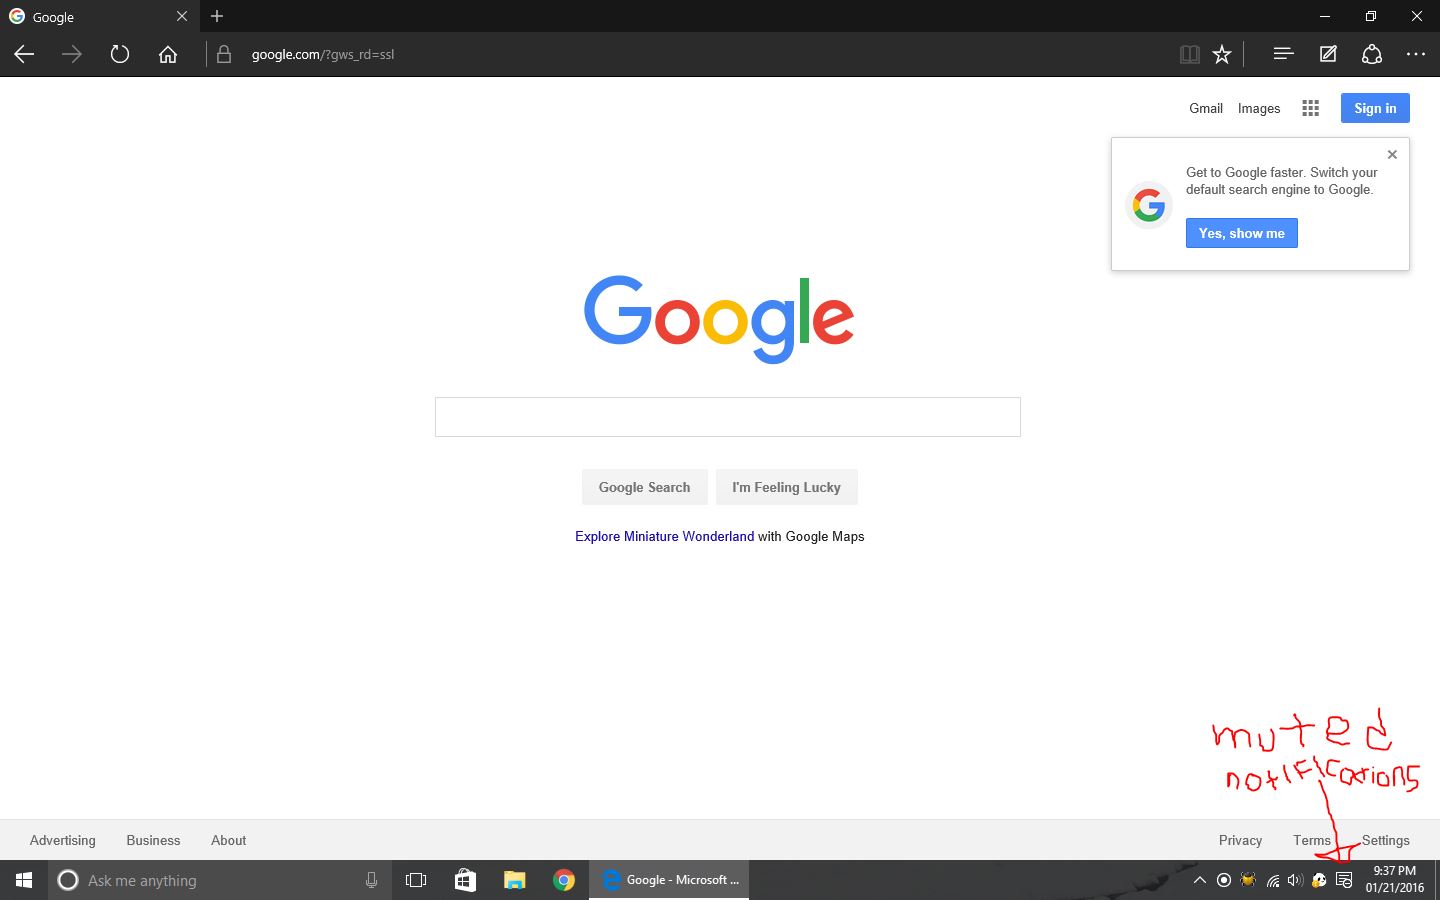 Google
google.com/?gws_rd=ssl
Gmail Images Sign in
Get to Google faster. Switch your
default search engine to Google.
Yes, show me
Google
Google Search I'm Feeling Lucky
Explore Miniature Wonderland with Google Maps
muted
notifications
Advertising Business About Privacy Terms Settings
Ask me anything Google - Microsoft ... 9:37 PM
01/21/2016